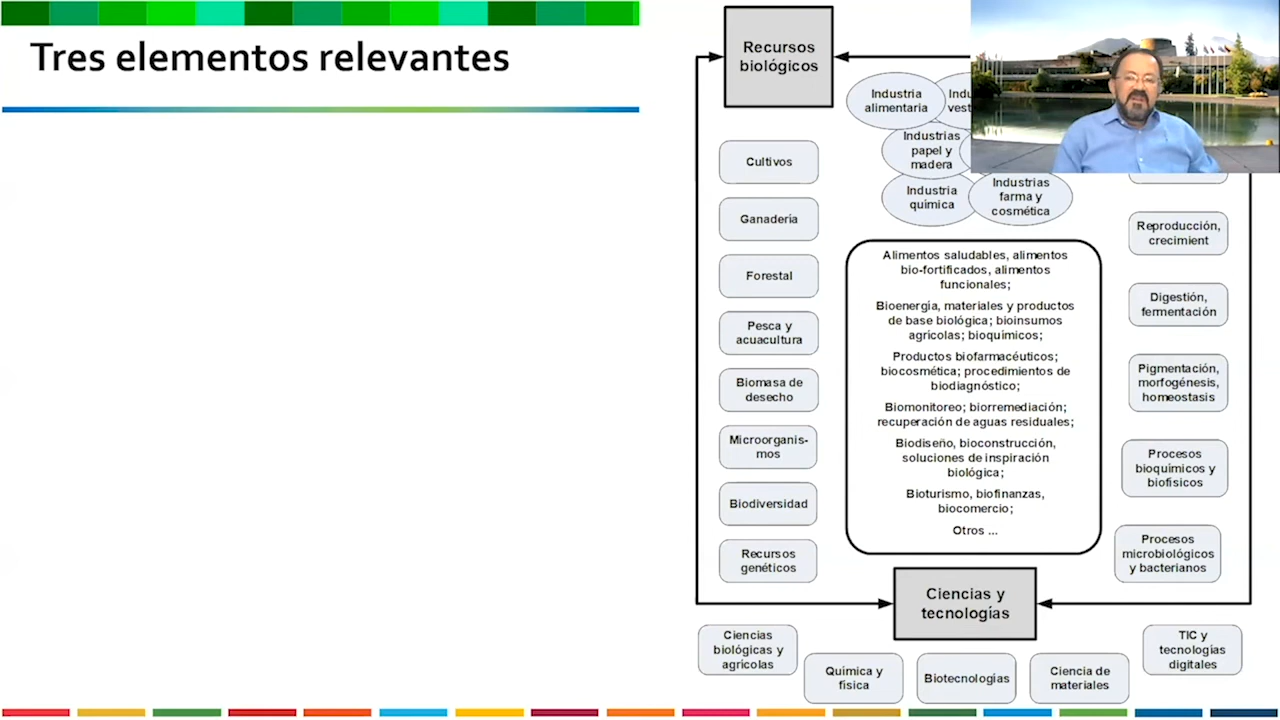 Tres elementos relevantes
Recursos
biológicos
Industria
alimentaria
Industrias
papel y
madera
Industria
química
Industrias
farma y
cosmética
Cultivos
Ganaderia
Forestal
Pesca y
acuacultura
Biomasa de
desecho
Microorganis-
mos
Biodiversidad
Recursos
genéticos
Alimentos saludables, alimentos
bio-fortificados, alimentos
funcionales;
Bioenergía, materiales y productos
de base biológica; bioinsumos
agrícolas; bioquímicos;
Productos biofarmacéuticos;
biocosmética; procedimientos de
biodiagnóstico;
Biomonitoreo; biorremediación;
recuperación de aguas residuales;
Biodiseño, bioconstrucción,
soluciones de inspiración
biológica;
Bioturismo, biofinanzas,
biocomercio;
Otros ...
Reproducción,
crecimient
Digestión,
fermentación
Pigmentación,
morfogénesis,
homeostasis
Procesos
bioquímicos y
biofísicos
Procesos
microbiológicos
y bacterianos
Ciencias y
tecnologías
Ciencias
biológicas y
agrícolas
Química y
física
Biotecnologías
Ciencia de
materiales
TIC y
tecnologías
digitales